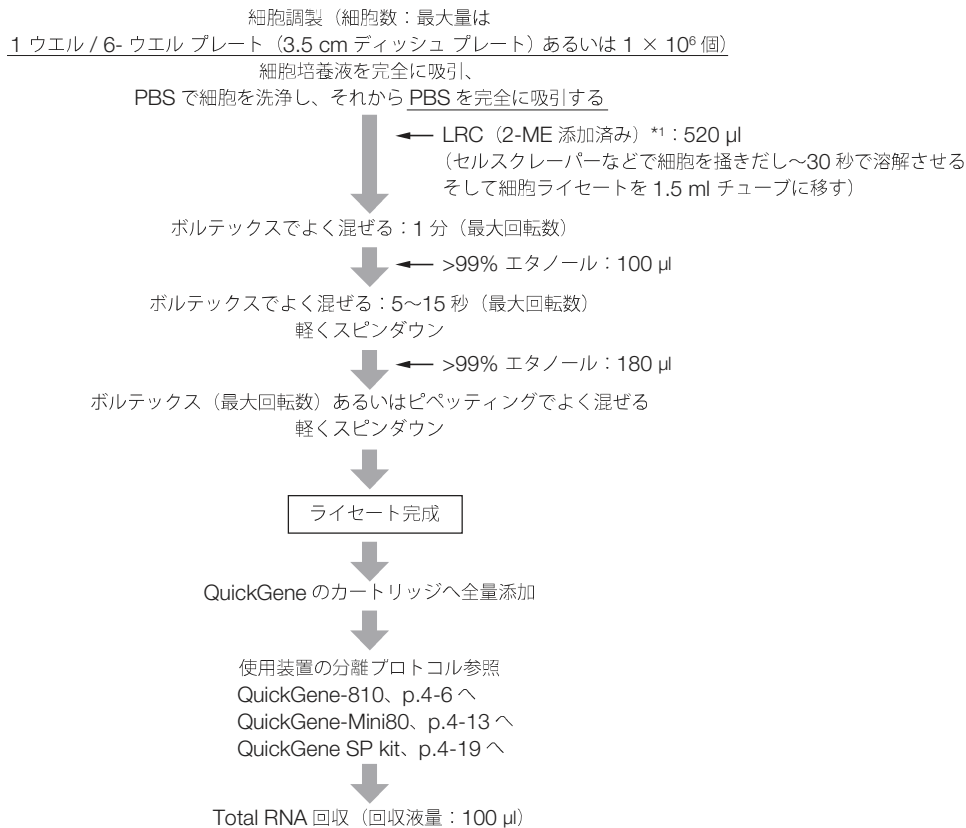 細胞調製（細胞数：最大量は
1 ウエル / 6- ウエル プレート（3.5 cm ディッシュ プレート）あるいは 1 × 10⁶ 個）
細胞培養液を完全に吸引、
PBS で細胞を洗浄し、それから PBS を完全に吸引する
LRC（2-ME 添加済み）*¹：520 µl
（セルスクレーパーなどで細胞を掻きだし〜30 秒で溶解させる
そして細胞ライセートを 1.5 ml チューブに移す）
ボルテックスでよく混ぜる：1 分（最大回転数）
>99% エタノール：100 µl
ボルテックスでよく混ぜる：5〜15 秒（最大回転数）
軽くスピンダウン
>99% エタノール：180 µl
ボルテックス（最大回転数）あるいはピペッティングでよく混ぜる
軽くスピンダウン
ライセート完成
QuickGene のカートリッジへ全量添加
使用装置の分離プロトコル参照
QuickGene-810、p.4-6 へ
QuickGene-Mini80、p.4-13 へ
QuickGene SP kit、p.4-19 へ
Total RNA 回収（回収液量：100 µl）